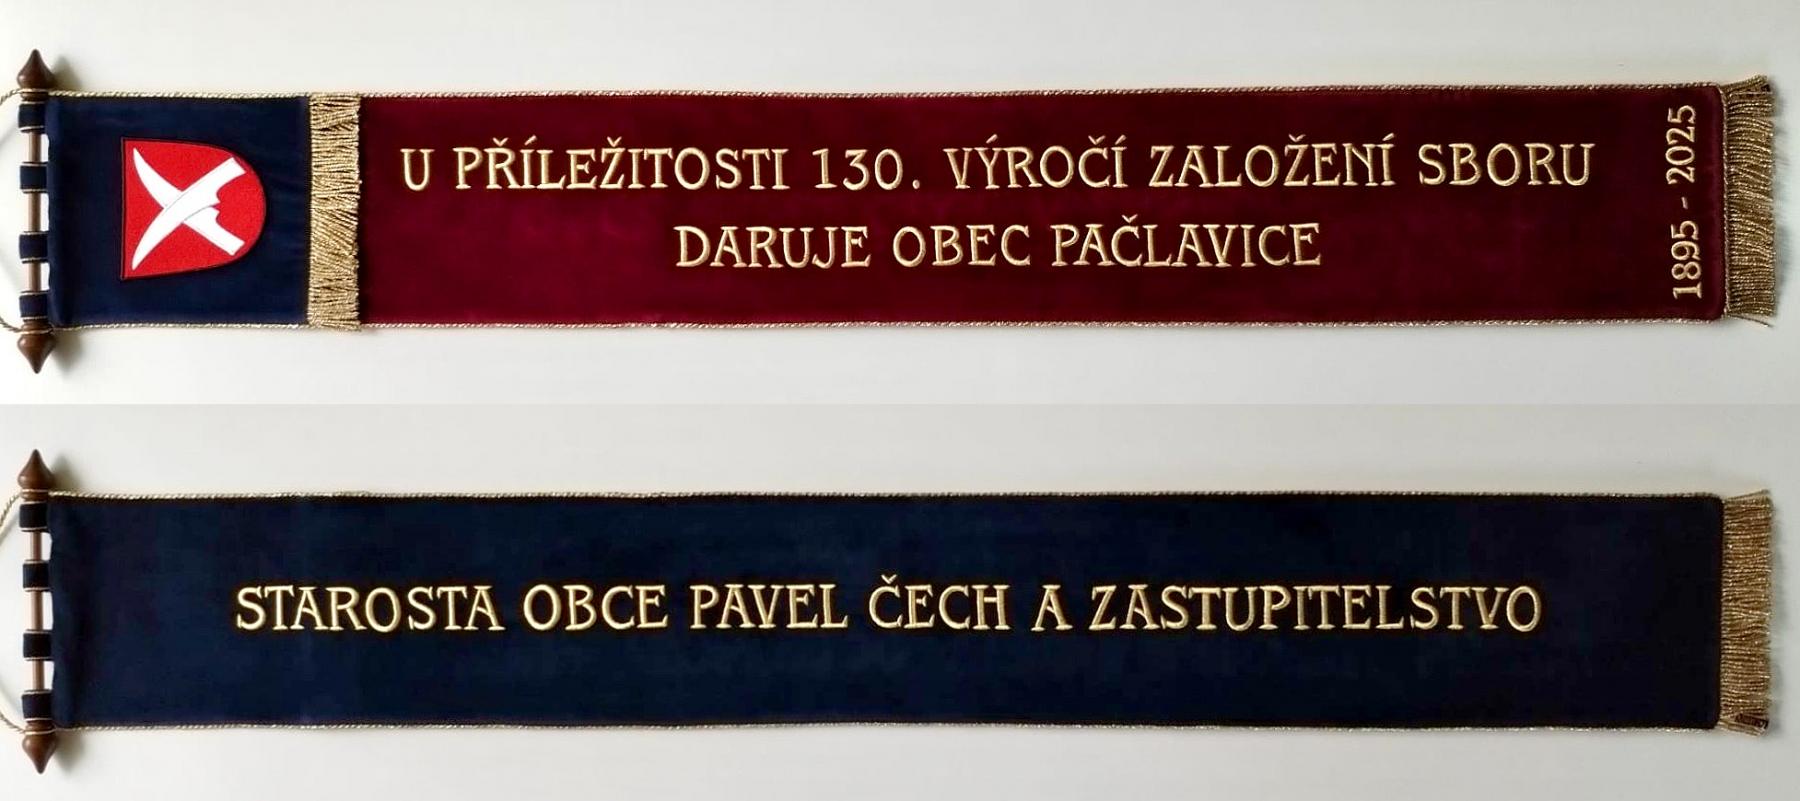 U PŘÍLEŽITOSTI 130. VÝROČÍ ZALOŽENÍ SBORU
DARUJE OBEC PAČLAVICE
1895 - 2025
STAROSTA OBCE PAVEL ČECH A ZASTUPITELSTVO